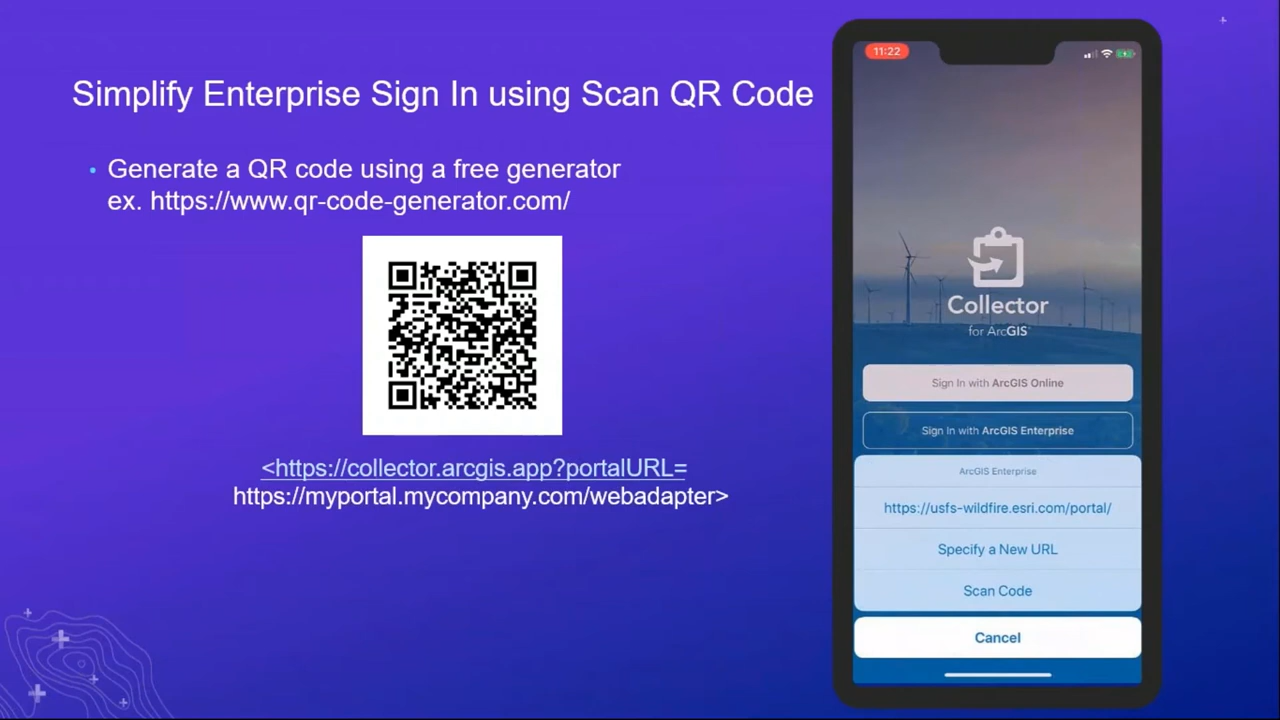 Simplify Enterprise Sign In using Scan QR Code
• Generate a QR code using a free generator
ex. https://www.qr-code-generator.com/
<https://collector.arcgis.app?portalURL=
https://myportal.mycompany.com/webadapter>
11:22
Collector
for ArcGIS
Sign In with ArcGIS Online
Sign In with ArcGIS Enterprise
ArcGIS Enterprise
https://usfs-wildfire.esri.com/portal/
Specify a New URL
Scan Code
Cancel